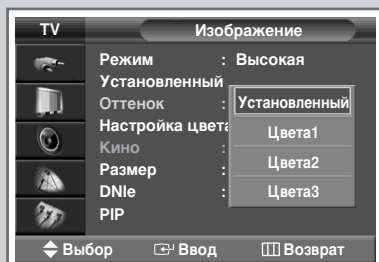 TV
Изображение
Режим : Высокая
Установленный
Оттенок :
Настройка цвета
Кино :
Размер :
DNIe :
PIP
Установленный
Цвета1
Цвета2
Цвета3
Выбор Ввод Возврат